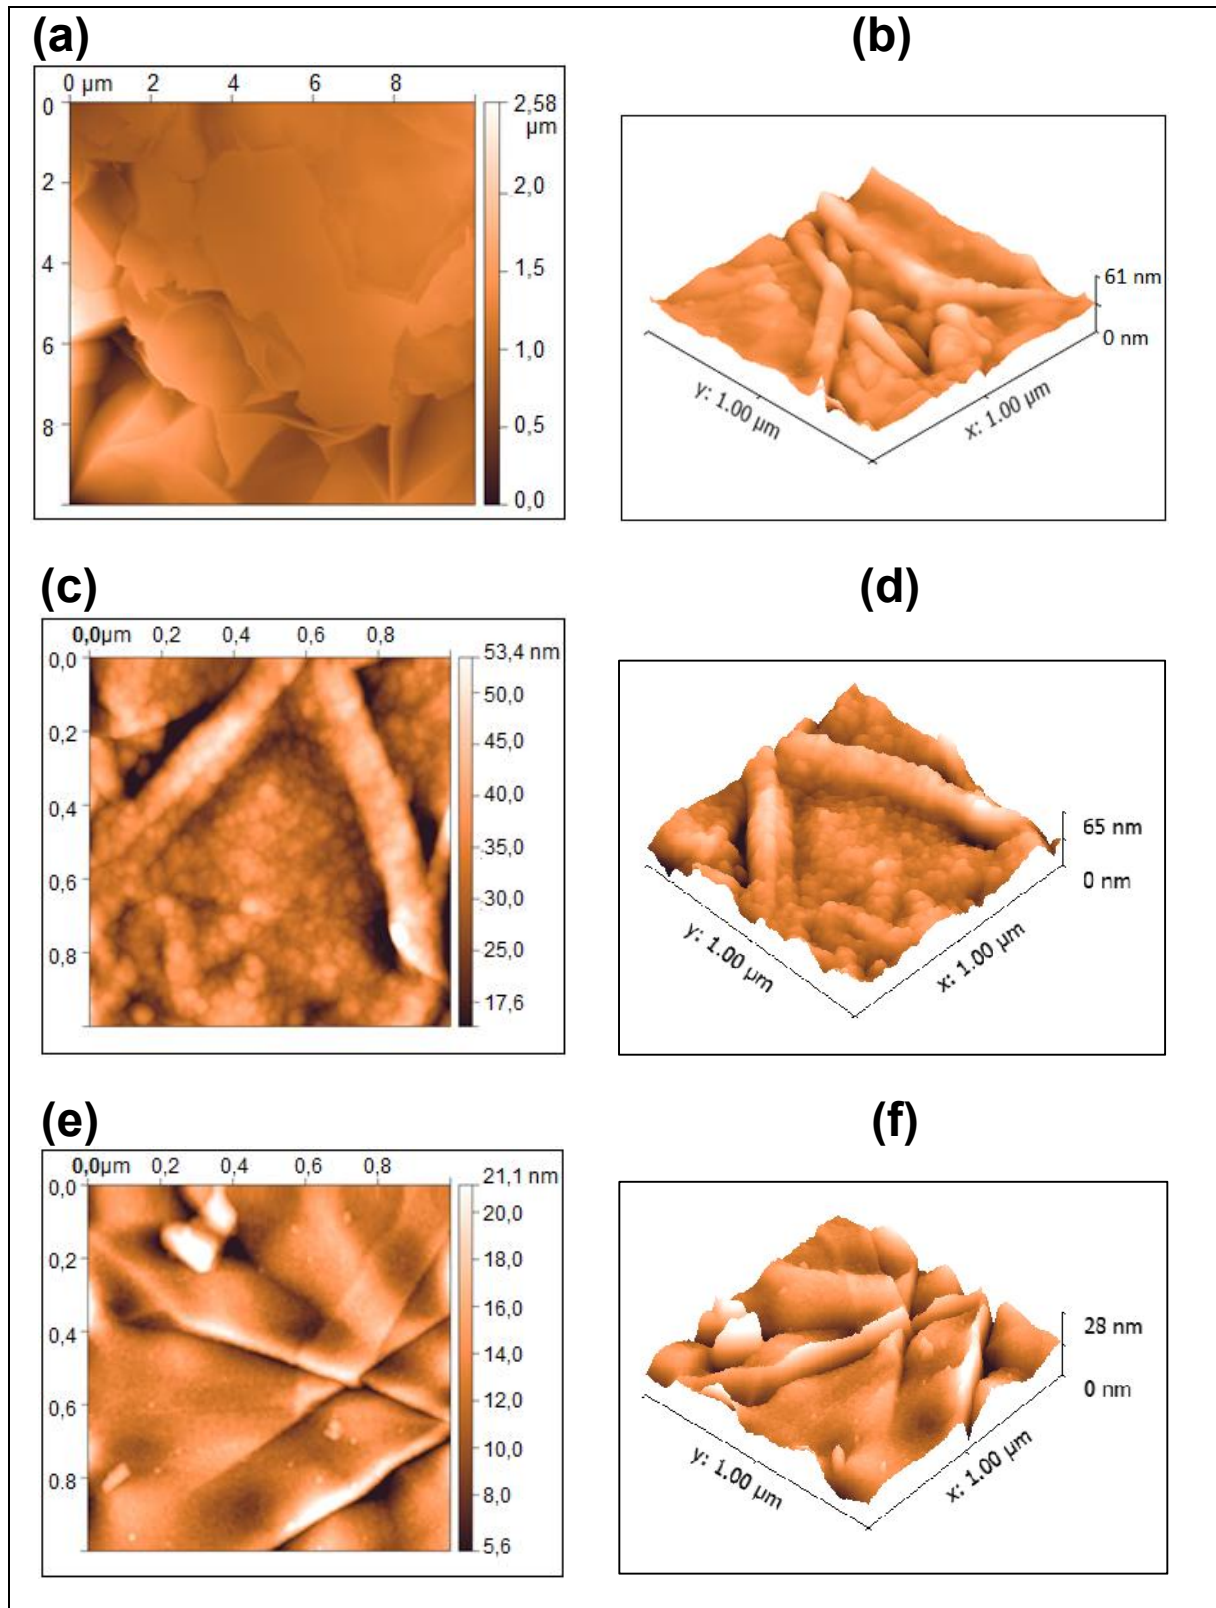 (a)
(b)
0 µm 2 4 6 8
0
2
4
6
8
2,58
µm
2,0
1,5
1,0
0,5
0,0
61 nm
0 nm
y: 1.00 µm
x: 1.00 µm
(c)
(d)
0,0µm 0,2 0,4 0,6 0,8
0,0
0,2
0,4
0,6
0,8
53,4 nm
50,0
45,0
40,0
35,0
30,0
25,0
17,6
65 nm
0 nm
y: 1.00 µm
x: 1.00 µm
(e)
(f)
0,0µm 0,2 0,4 0,6 0,8
0,0
0,2
0,4
0,6
0.8
21,1 nm
20,0
18,0
16,0
14,0
12,0
10,0
8,0
5,6
28 nm
0 nm
y: 1.00 µm
x: 1.00 µm